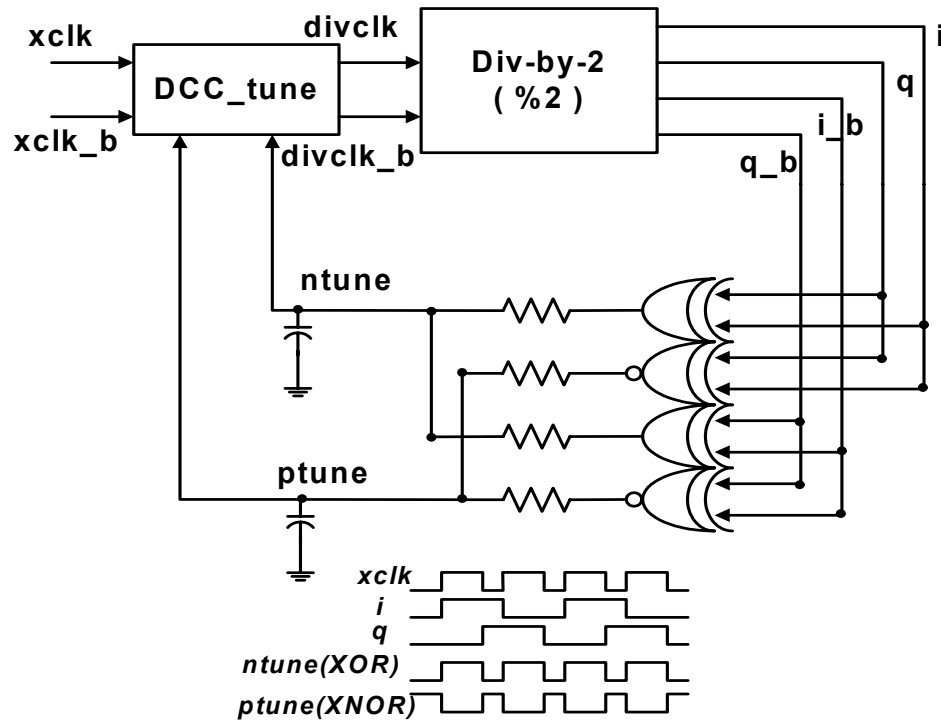 xclk
xclk_b
DCC_tune
divclk
divclk_b
Div-by-2
( %2 )
i
q
i_b
q_b
ntune
ptune
xclk
i
q
ntune(XOR)
ptune(XNOR)